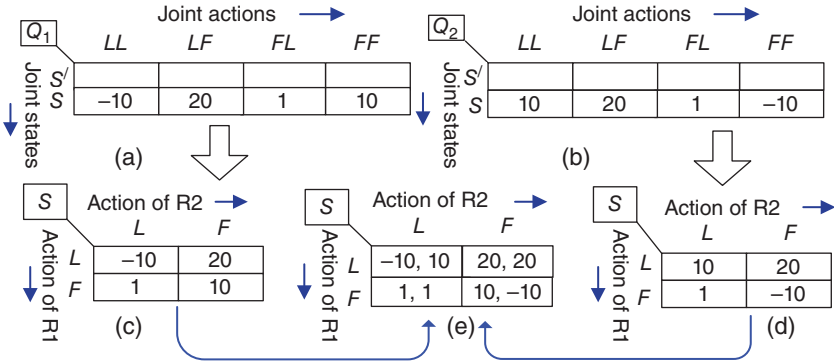 Joint actions
Joint actions
Q1
LL LF FL FF
Q2
LL LF FL FF
Joint states
S/
S –10 20 1 10
Joint states
S/
S 10 20 1 –10
(a)
(b)
S
Action of R2
L F
Action of R1
L –10 20
F 1 10
(c)
S
Action of R2
L F
Action of R1
L –10, 10 20, 20
F 1, 1 10, –10
(e)
S
Action of R2
L F
Action of R1
L 10 20
F 1 –10
(d)